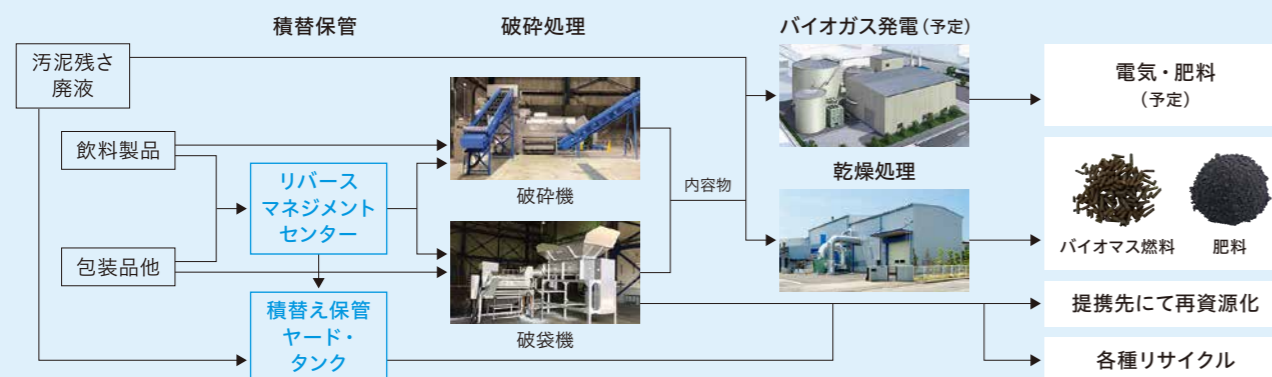 積替保管
破砕処理
バイオガス発電(予定)
汚泥残さ
廃液
飲料製品
包装品他
リバース
マネジメント
センター
積替え保管
ヤード・
タンク
破砕機
破袋機
内容物
乾燥処理
電気・肥料
(予定)
バイオマス燃料
肥料
提携先にて再資源化
各種リサイクル